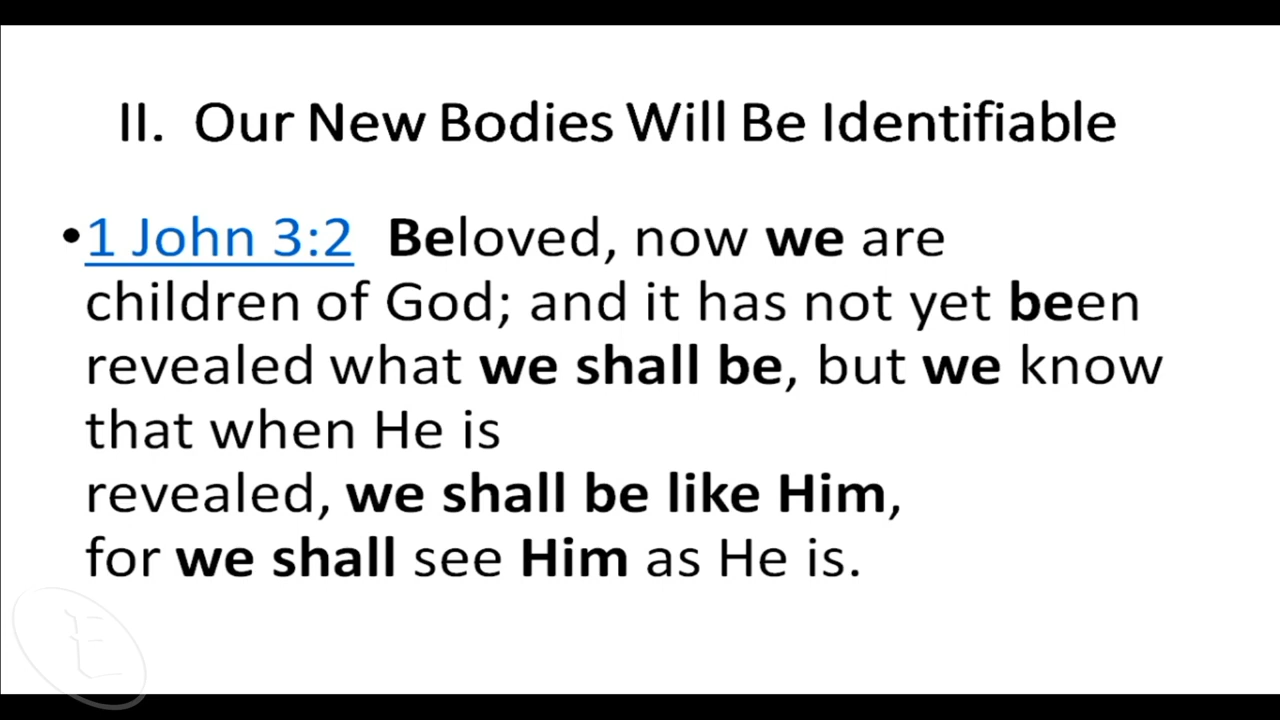 II. Our New Bodies Will Be Identifiable
•1 John 3:2 Beloved, now we are
children of God; and it has not yet been
revealed what we shall be, but we know
that when He is
revealed, we shall be like Him,
for we shall see Him as He is.